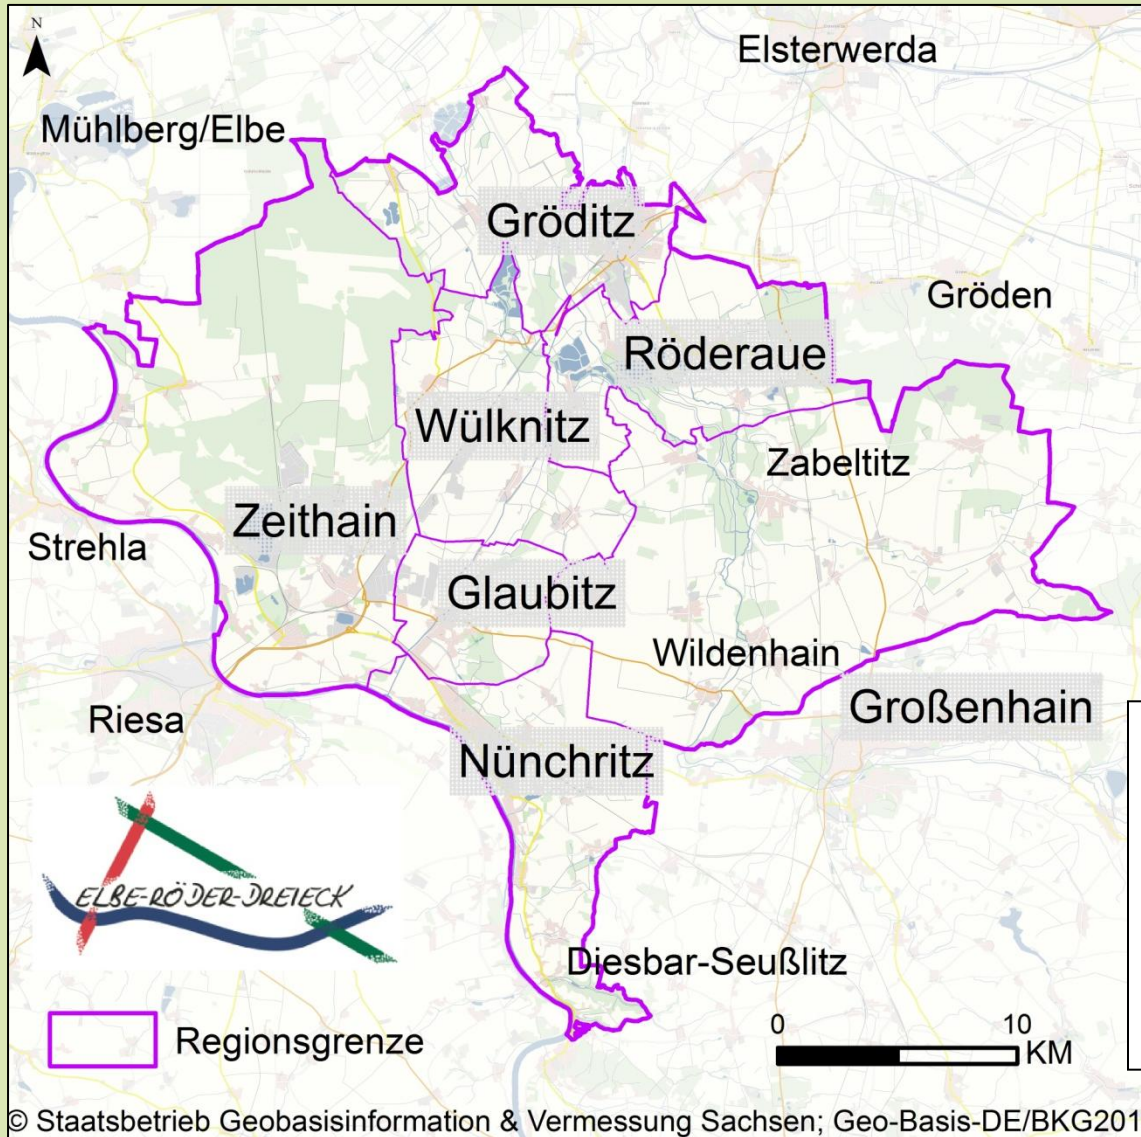 N
Elsterwerda
Mühlberg/Elbe
Gröditz
Gröden
Röderaue
Wülknitz
Zabeltitz
Zeithain
Strehla
Glaubitz
Wildenhain
Großenhain
Riesa
Nünchritz
ELBE-RÖDER-DREIECK
Diesbar-Seußlitz
Regionsgrenze
0 10
KM
© Staatsbetrieb Geobasisinformation & Vermessung Sachsen; Geo-Basis-DE/BKG201